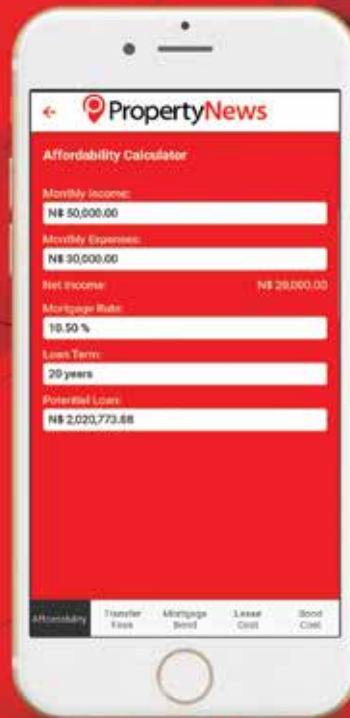 PropertyNews
Affordability Calculator
Monthly Income:
N$ 50,000.00
Monthly Expenses:
N$ 30,000.00
Net Income: N$ 20,000.00
Mortgage Rate:
10.50 %
Loan Term:
20 years
Potential Loan:
N$ 2,020,773.68
Affordability Transfer Fees Mortgage Bond Lease Cost Bond Cost